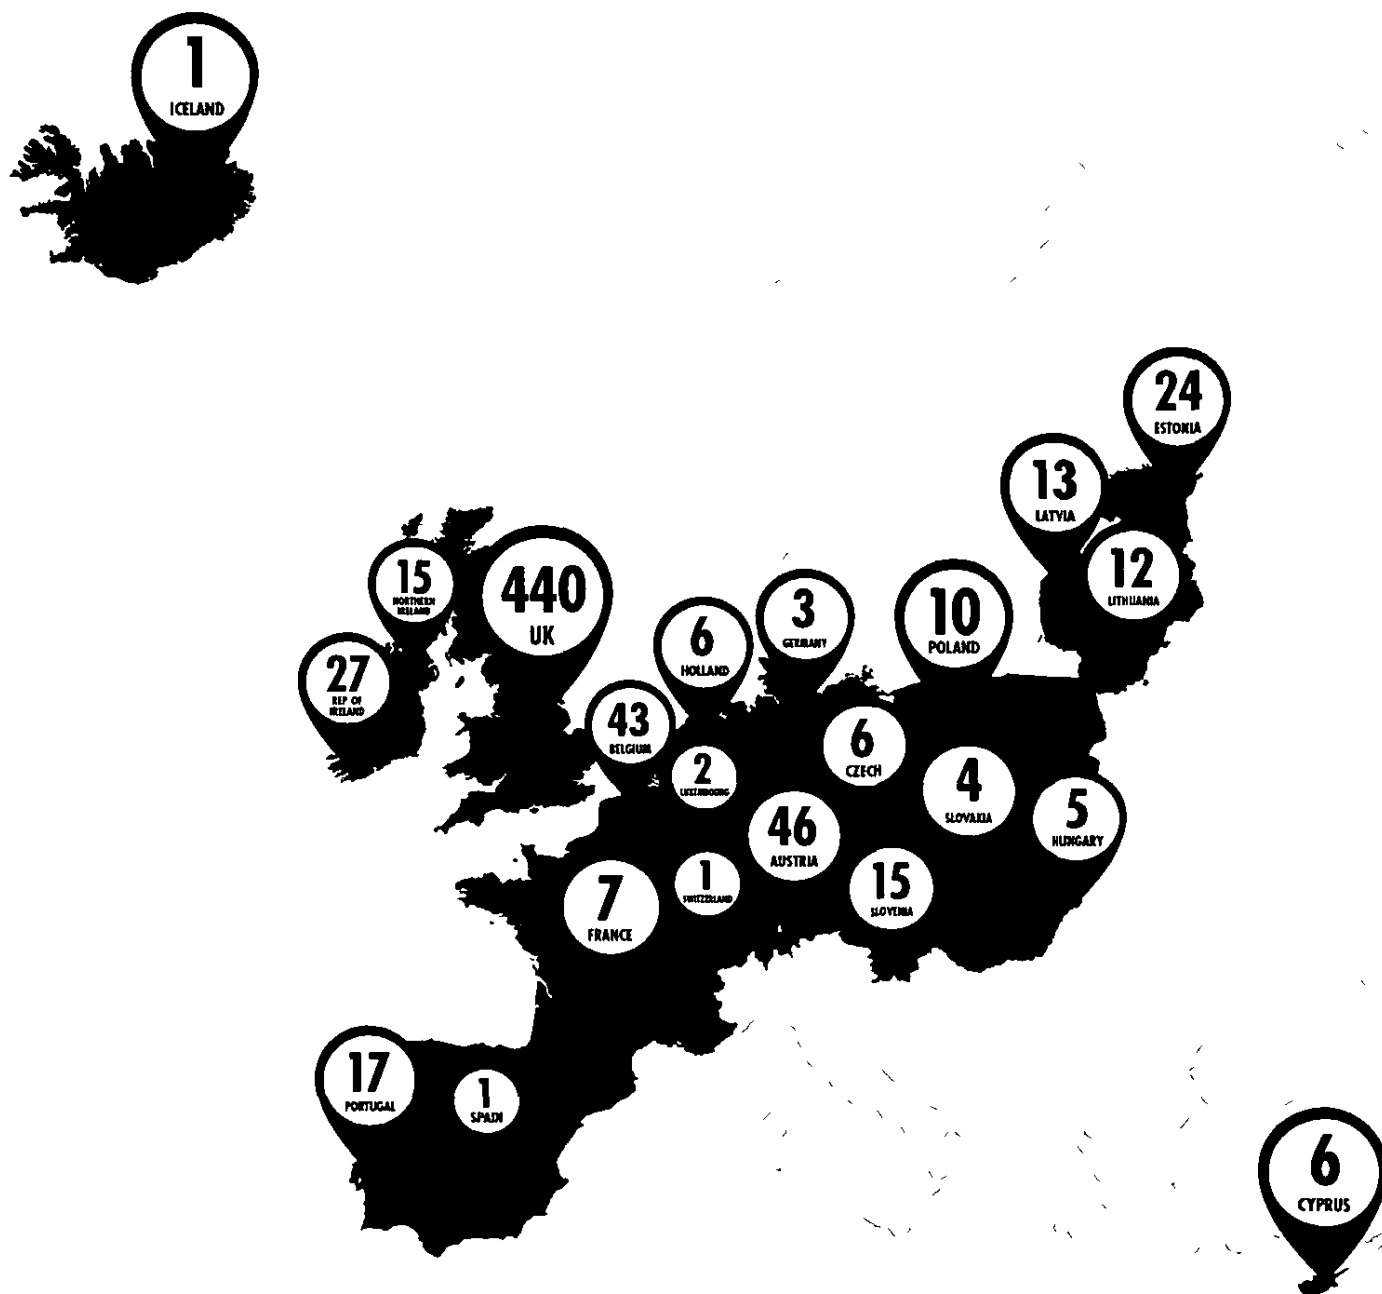 1
ICELAND
24
ESTONIA
13
LATVIA
12
LITHUANIA
15
NORTHERN
IRELAND
440
UK
3
GERMANY
10
POLAND
6
HOLLAND
27
REP OF
IRELAND
43
BELGIUM
6
CZECH
2
LUXEMBOURG
4
SLOVAKIA
5
HUNGARY
46
AUSTRIA
1
SWITZERLAND
15
SLOVENIA
7
FRANCE
17
PORTUGAL
1
SPAIN
6
CYPRUS